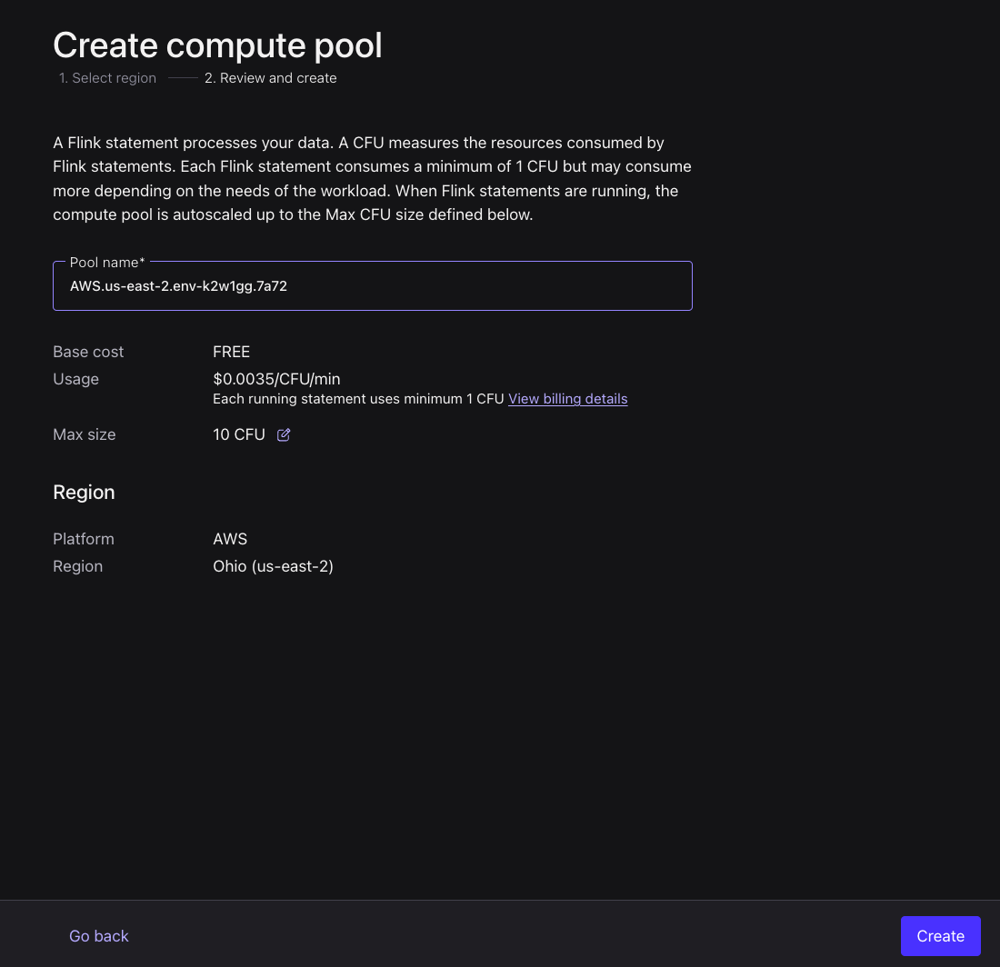 Create compute pool
1. Select region 2. Review and create
A Flink statement processes your data. A CFU measures the resources consumed by
Flink statements. Each Flink statement consumes a minimum of 1 CFU but may consume
more depending on the needs of the workload. When Flink statements are running, the
compute pool is autoscaled up to the Max CFU size defined below.
Pool name*
AWS.us-east-2.env-k2w1gg.7a72
Base cost FREE
Usage $0.0035/CFU/min
Each running statement uses minimum 1 CFU View billing details
Max size 10 CFU
Region
Platform AWS
Region Ohio (us-east-2)
Go back Create